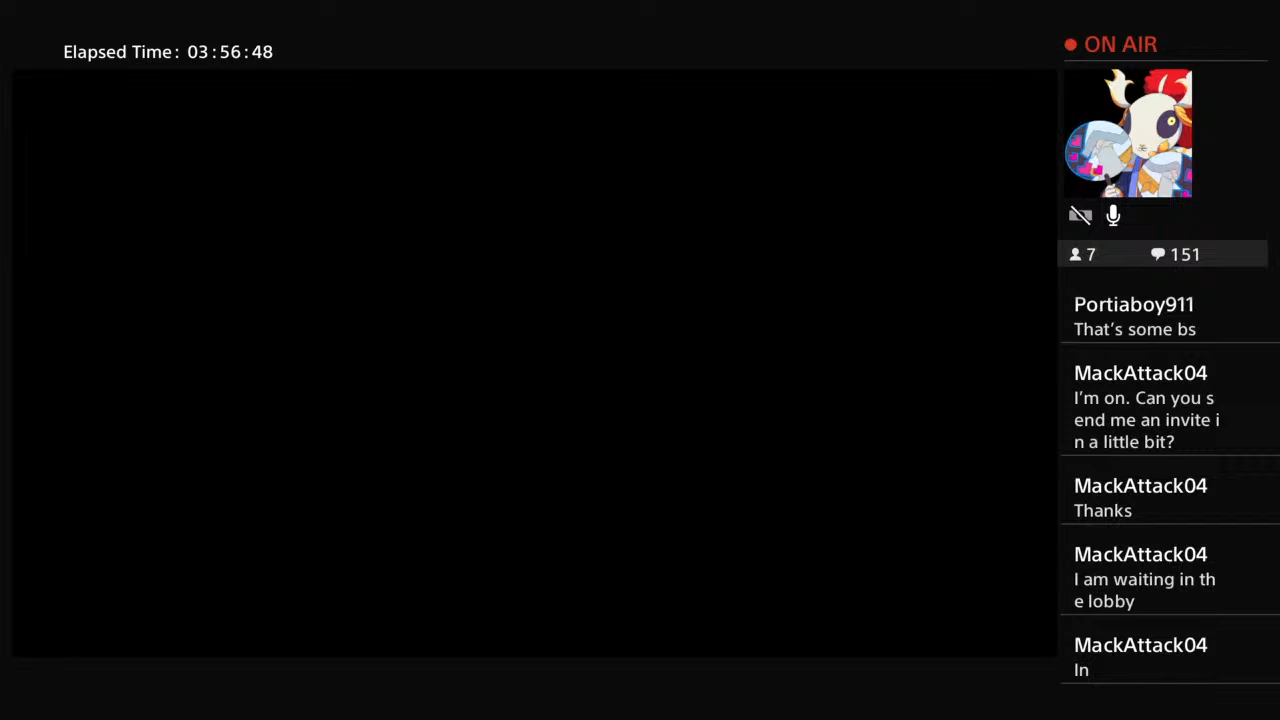 Elapsed Time: 03:56:48
ON AIR
7
151
Portiaboy911
That's some bs
MackAttack04
I'm on. Can you s
end me an invite i
n a little bit?
MackAttack04
Thanks
MackAttack04
I am waiting in th
e lobby
MackAttack04
In